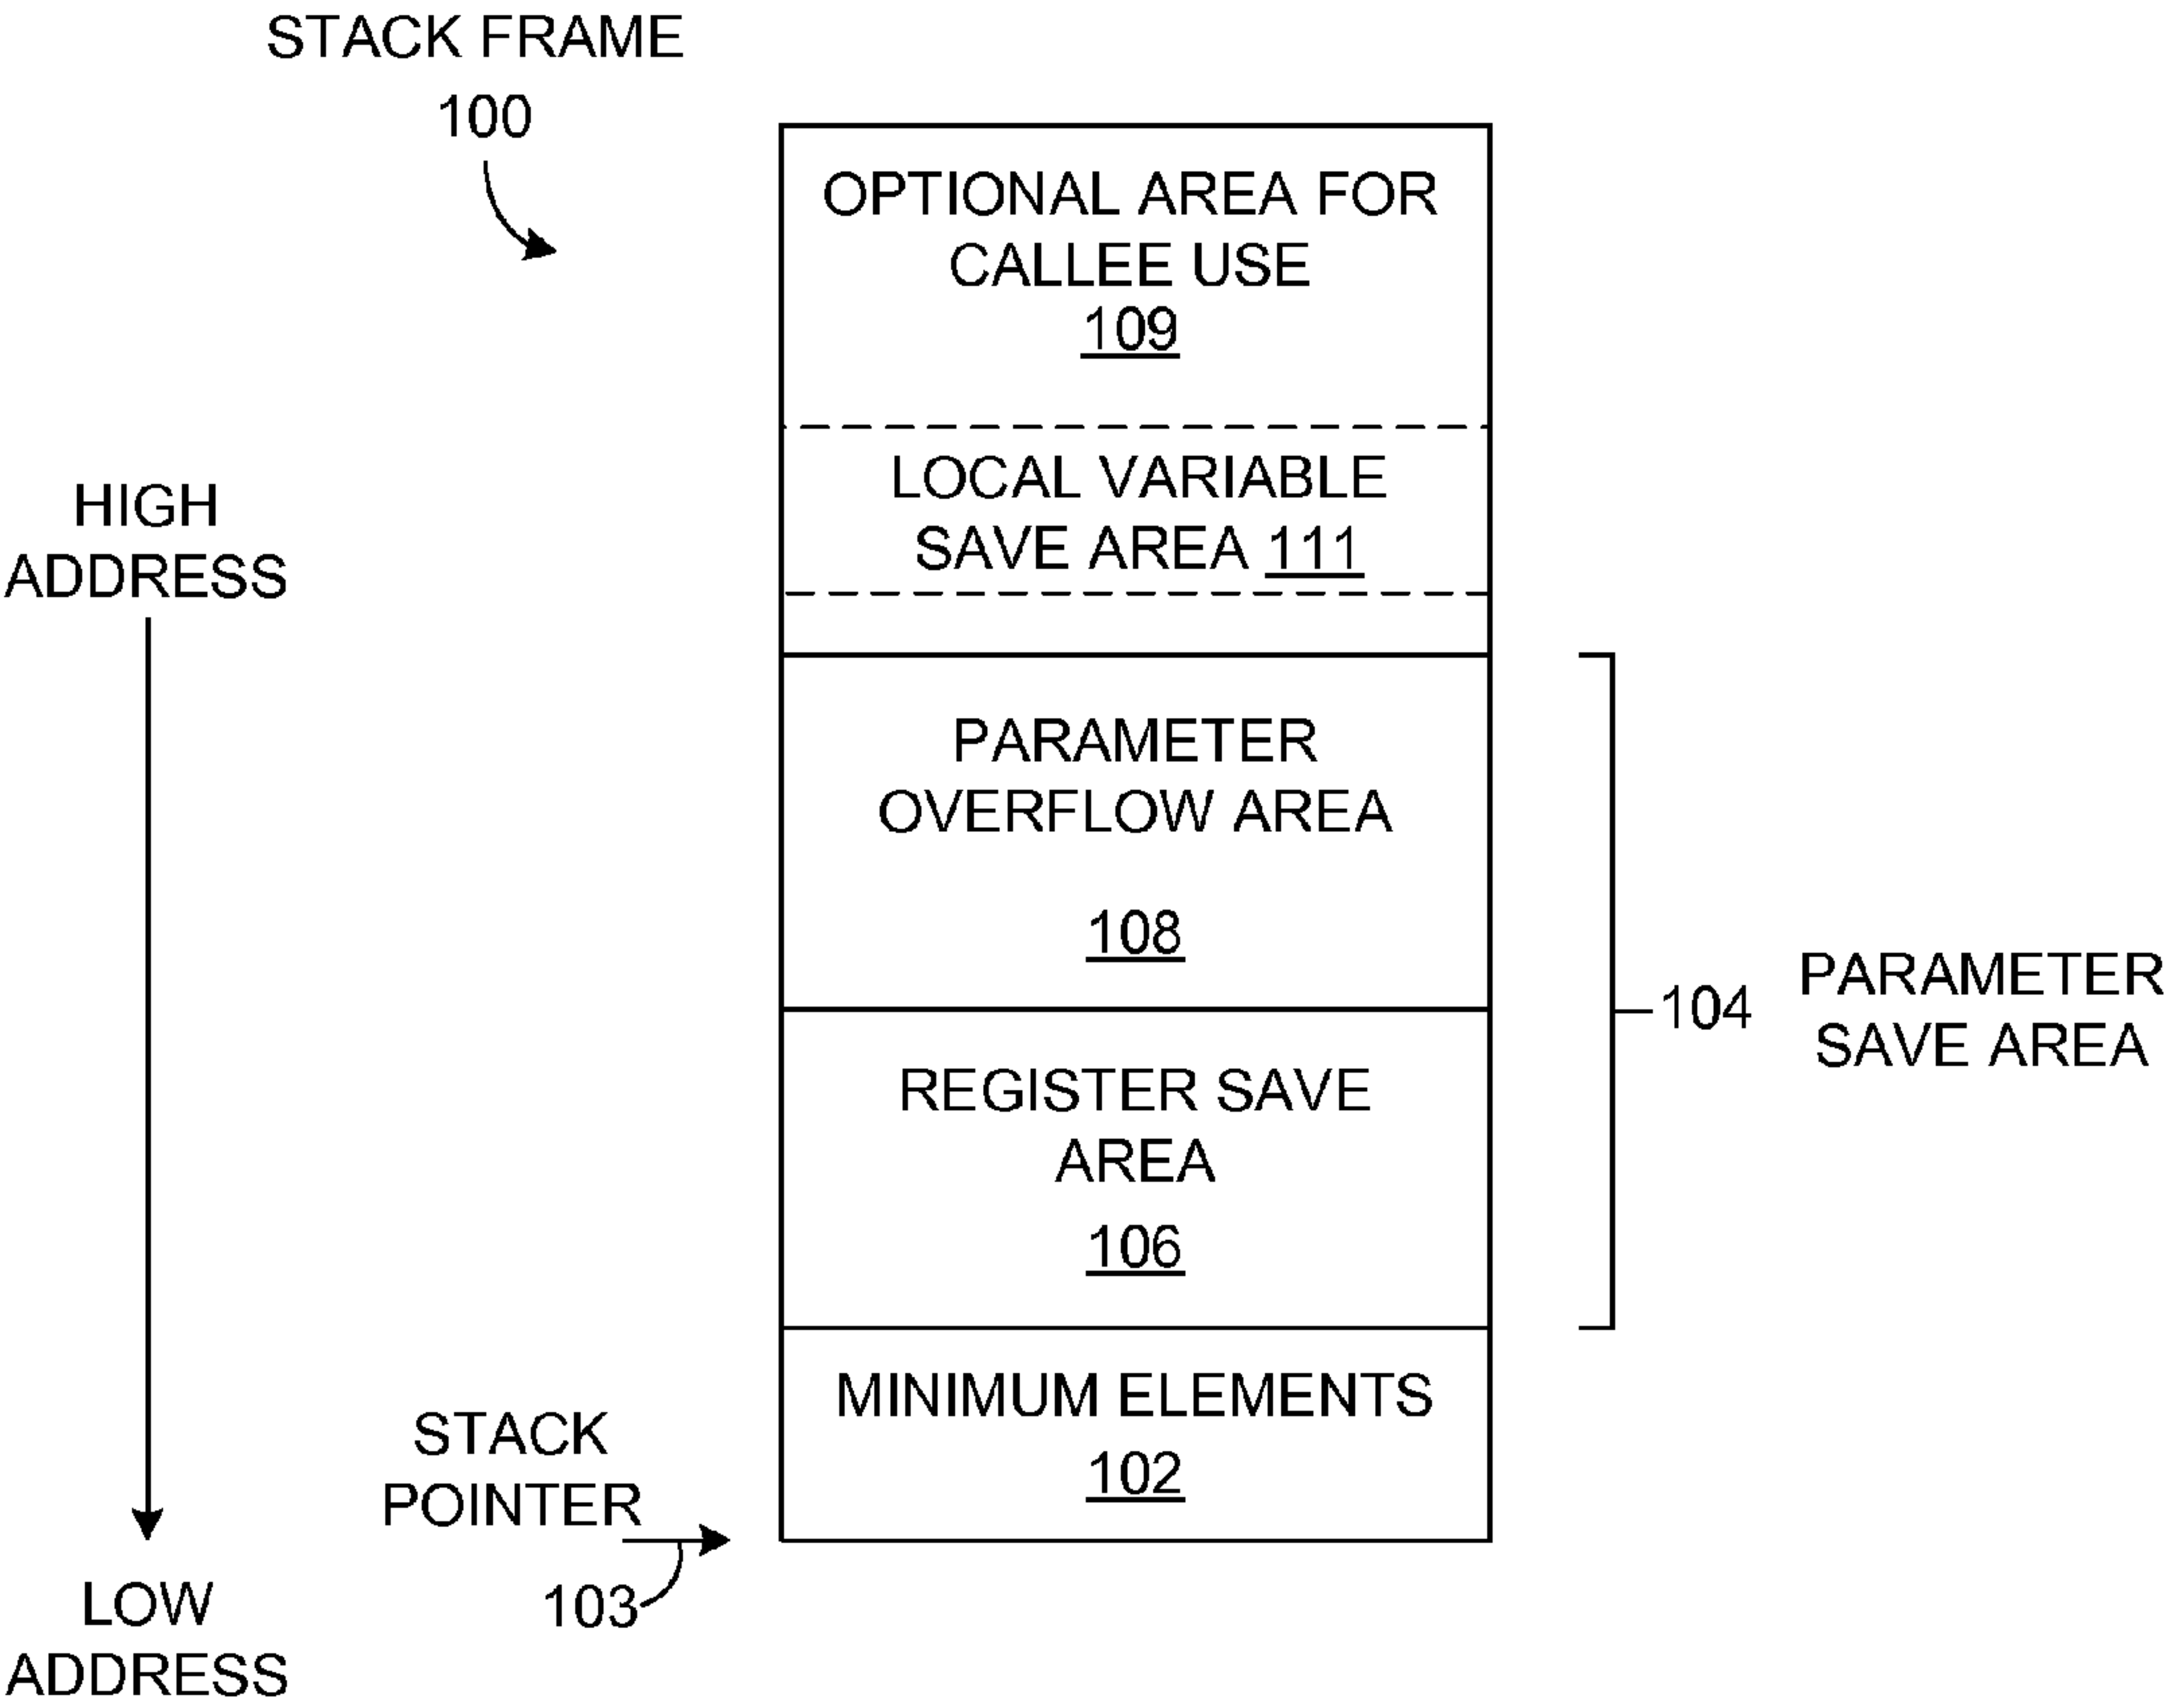 STACK FRAME
100
OPTIONAL AREA FOR
CALLEE USE
109
LOCAL VARIABLE
SAVE AREA 111
HIGH
ADDRESS
PARAMETER
OVERFLOW AREA
108
104
PARAMETER
SAVE AREA
REGISTER SAVE
AREA
106
MINIMUM ELEMENTS
102
STACK
POINTER
103
LOW
ADDRESS